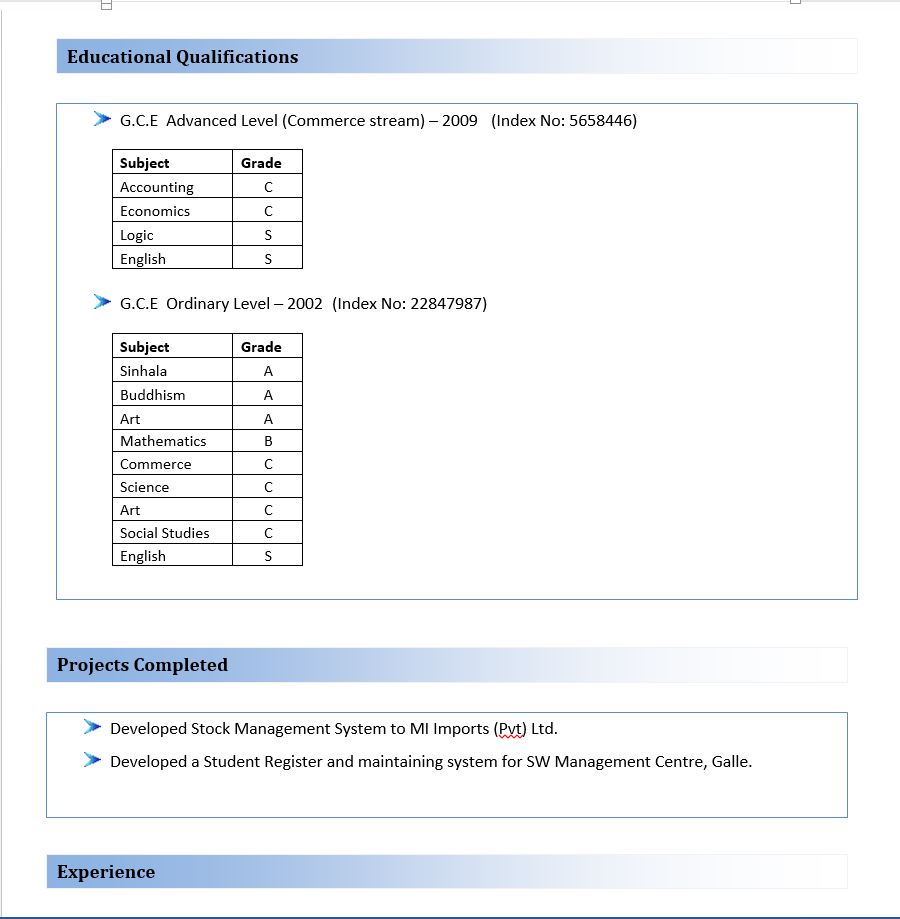 Educational Qualifications
G.C.E Advanced Level (Commerce stream) – 2009 (Index No: 5658446)
Subject Grade
Accounting C
Economics C
Logic S
English S
G.C.E Ordinary Level – 2002 (Index No: 22847987)
Subject Grade
Sinhala A
Buddhism A
Art A
Mathematics B
Commerce C
Science C
Art C
Social Studies C
English S
Projects Completed
Developed Stock Management System to MI Imports (Pvt) Ltd.
Developed a Student Register and maintaining system for SW Management Centre, Galle.
Experience